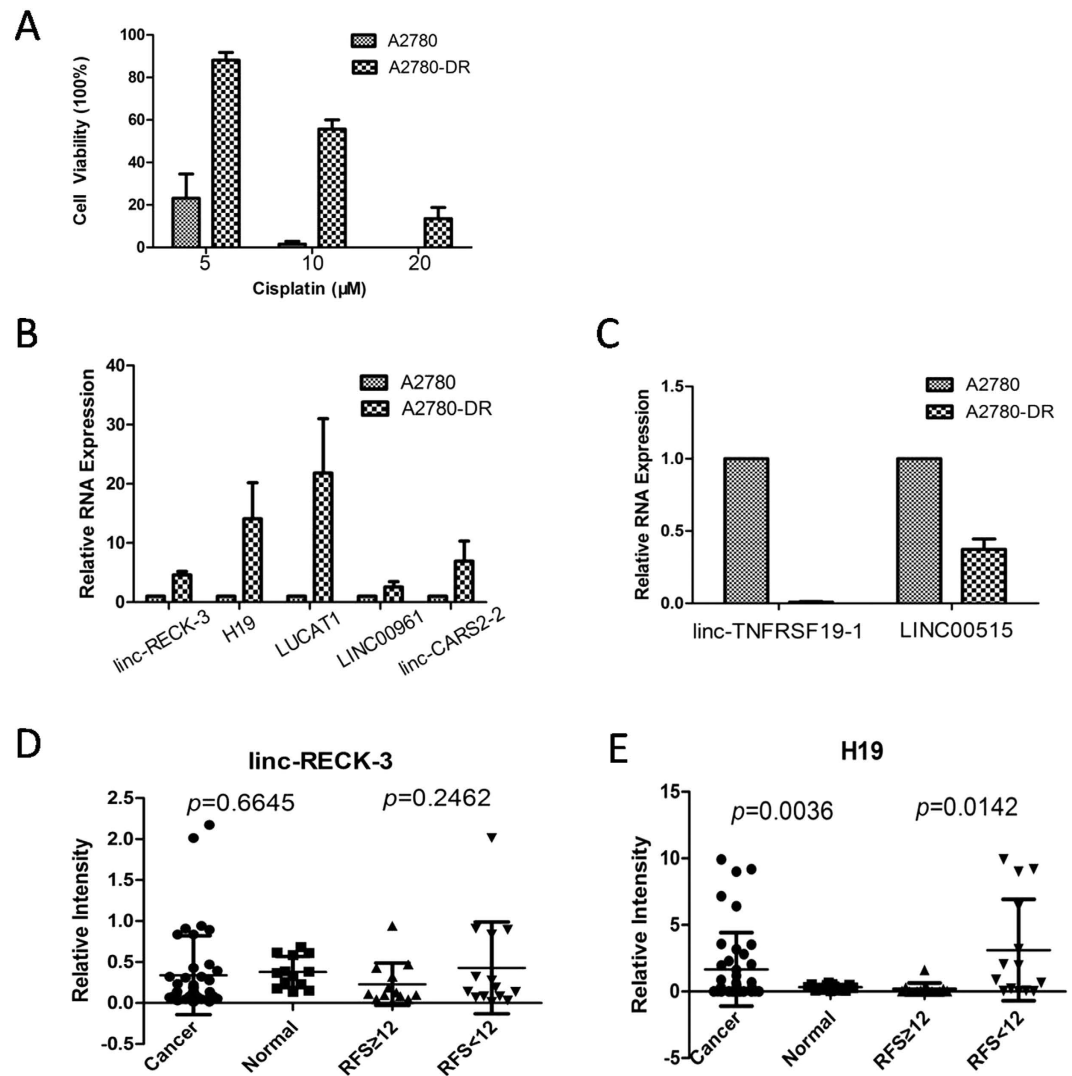 A
100
80
60
40
20
0
Cell Viability (100%)
A2780
A2780-DR
5 10 20
Cisplatin (μM)
B
40
30
20
10
0
Relative RNA Expression
A2780
A2780-DR
linc-RECK-3 H19 LUCAT1 LINC00961 linc-CARS2-2
C
1.5
1.0
0.5
0.0
Relative RNA Expression
A2780
A2780-DR
linc-TNFRSF19-1 LINC00515
D
linc-RECK-3
p=0.6645 p=0.2462
2.5
2.0
1.5
1.0
0.5
0.0
-0.5
Relative Intensity
Cancer Normal RFS≥12 RFS<12
E
H19
p=0.0036 p=0.0142
15
10
5
0
-5
Relative Intensity
Cancer Normal RFS≥12 RFS<12